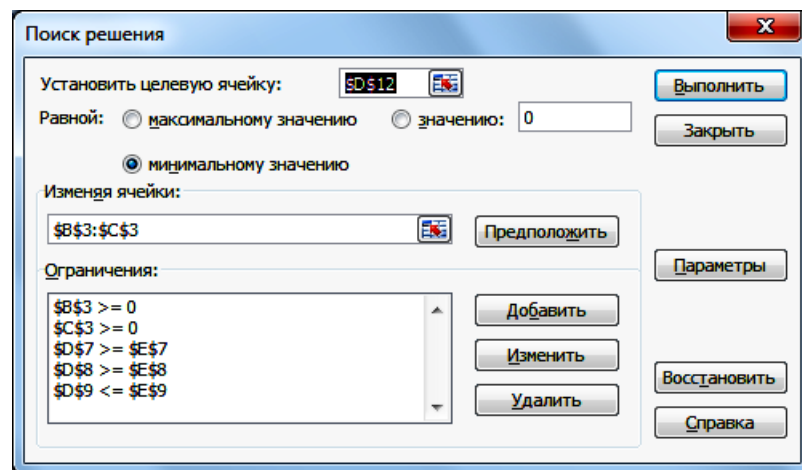 Поиск решения
Установить целевую ячейку: $D$12 Выполнить
Равной: максимальному значению значению: 0 Закрыть
минимальному значению
Изменяя ячейки:
$B$3:$C$3 Предположить
Ограничения: Параметры
$B$3 >= 0 Добавить
$C$3 >= 0
$D$7 >= $E$7 Изменить
$D$8 >= $E$8
$D$9 <= $E$9 Удалить
Восстановить
Справка